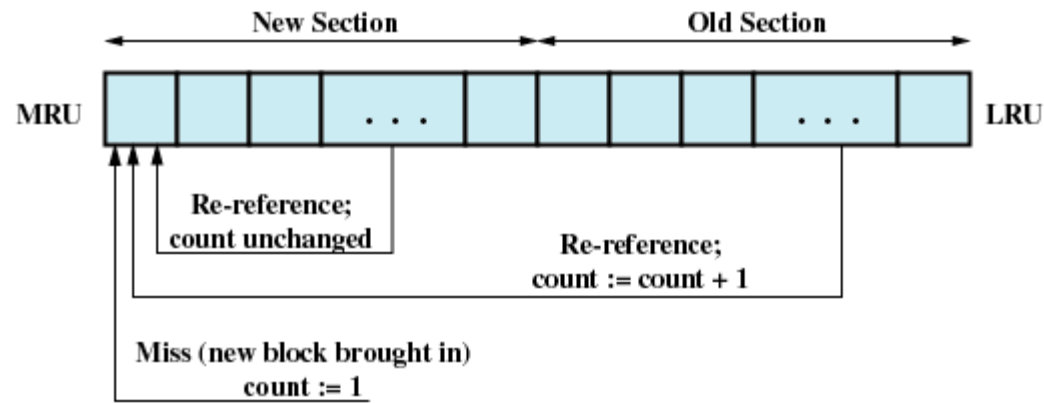 New Section
Old Section
MRU
. . .
. . .
LRU
Re-reference;
count unchanged
Re-reference;
count := count + 1
Miss (new block brought in)
count := 1